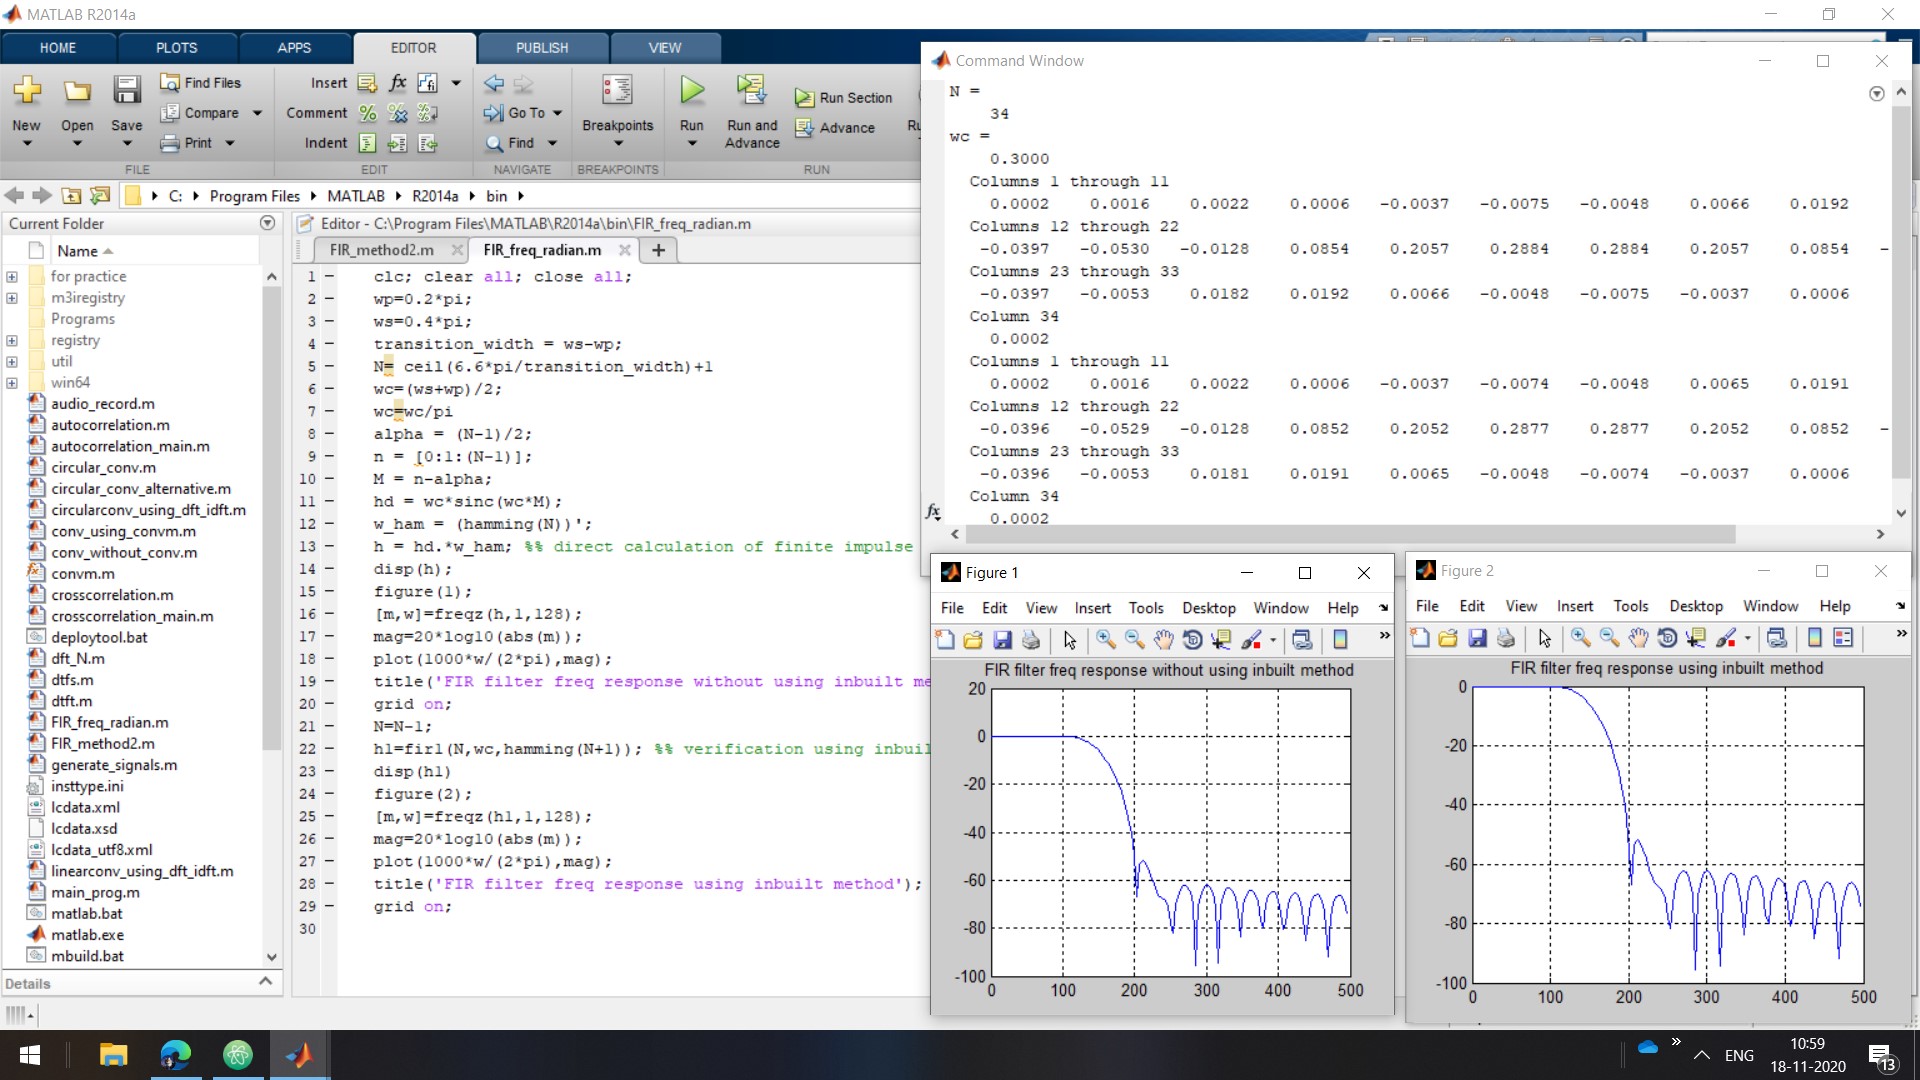 MATLAB R2014a
HOME PLOTS APPS EDITOR PUBLISH VIEW
New Open Save Find Files Compare Print
FILE
Insert fx
Comment
Indent
EDIT
Go To
Find
NAVIGATE
Breakpoints
BREAKPOINTS
Run Run and Advance Run Section Advance Ru
RUN
C: Program Files MATLAB R2014a bin
Current Folder
Name
for practice
m3iregistry
Programs
registry
util
win64
audio_record.m
autocorrelation.m
autocorrelation_main.m
circular_conv.m
circular_conv_alternative.m
circularconv_using_dft_idft.m
conv_using_convm.m
conv_without_conv.m
convm.m
crosscorrelation.m
crosscorrelation_main.m
deploytool.bat
dft_N.m
dtfs.m
dtft.m
FIR_freq_radian.m
FIR_method2.m
generate_signals.m
insttype.ini
lcdata.xml
lcdata.xsd
lcdata_utf8.xml
linearconv_using_dft_idft.m
main_prog.m
matlab.bat
matlab.exe
mbuild.bat
Details
Editor - C:\Program Files\MATLAB\R2014a\bin\FIR_freq_radian.m
FIR_method2.m FIR_freq_radian.m +
1 – clc; clear all; close all;
2 – wp=0.2*pi;
3 – ws=0.4*pi;
4 – transition_width = ws-wp;
5 – N= ceil(6.6*pi/transition_width)+1
6 – wc=(ws+wp)/2;
7 – wc=wc/pi
8 – alpha = (N-1)/2;
9 – n = [0:1:(N-1)];
10 – M = n-alpha;
11 – hd = wc*sinc(wc*M);
12 – w_ham = (hamming(N))';
13 – h = hd.*w_ham; %% direct calculation of finite impulse
14 – disp(h);
15 – figure(1);
16 – [m,w]=freqz(h,1,128);
17 – mag=20*log10(abs(m));
18 – plot(1000*w/(2*pi),mag);
19 – title('FIR filter freq response without using inbuilt me
20 – grid on;
21 – N=N-1;
22 – h1=fir1(N,wc,hamming(N+1)); %% verification using inbuil
23 – disp(h1)
24 – figure(2);
25 – [m,w]=freqz(h1,1,128);
26 – mag=20*log10(abs(m));
27 – plot(1000*w/(2*pi),mag);
28 – title('FIR filter freq response using inbuilt method');
29 – grid on;
30
Command Window
N =
34
wc =
0.3000
Columns 1 through 11
0.0002 0.0016 0.0022 0.0006 -0.0037 -0.0075 -0.0048 0.0066 0.0192
Columns 12 through 22
-0.0397 -0.0530 -0.0128 0.0854 0.2057 0.2884 0.2884 0.2057 0.0854 -
Columns 23 through 33
-0.0397 -0.0053 0.0182 0.0192 0.0066 -0.0048 -0.0075 -0.0037 0.0006
Column 34
0.0002
Columns 1 through 11
0.0002 0.0016 0.0022 0.0006 -0.0037 -0.0074 -0.0048 0.0065 0.0191
Columns 12 through 22
-0.0396 -0.0529 -0.0128 0.0852 0.2052 0.2877 0.2877 0.2052 0.0852 -
Columns 23 through 33
-0.0396 -0.0053 0.0181 0.0191 0.0065 -0.0048 -0.0074 -0.0037 0.0006
Column 34
fx 0.0002
Figure 1
File Edit View Insert Tools Desktop Window Help
FIR filter freq response without using inbuilt method
20
0
-20
-40
-60
-80
-100
0 100 200 300 400 500
Figure 2
File Edit View Insert Tools Desktop Window Help
FIR filter freq response using inbuilt method
0
-20
-40
-60
-80
-100
0 100 200 300 400 500
ENG
10:59
18-11-2020
13